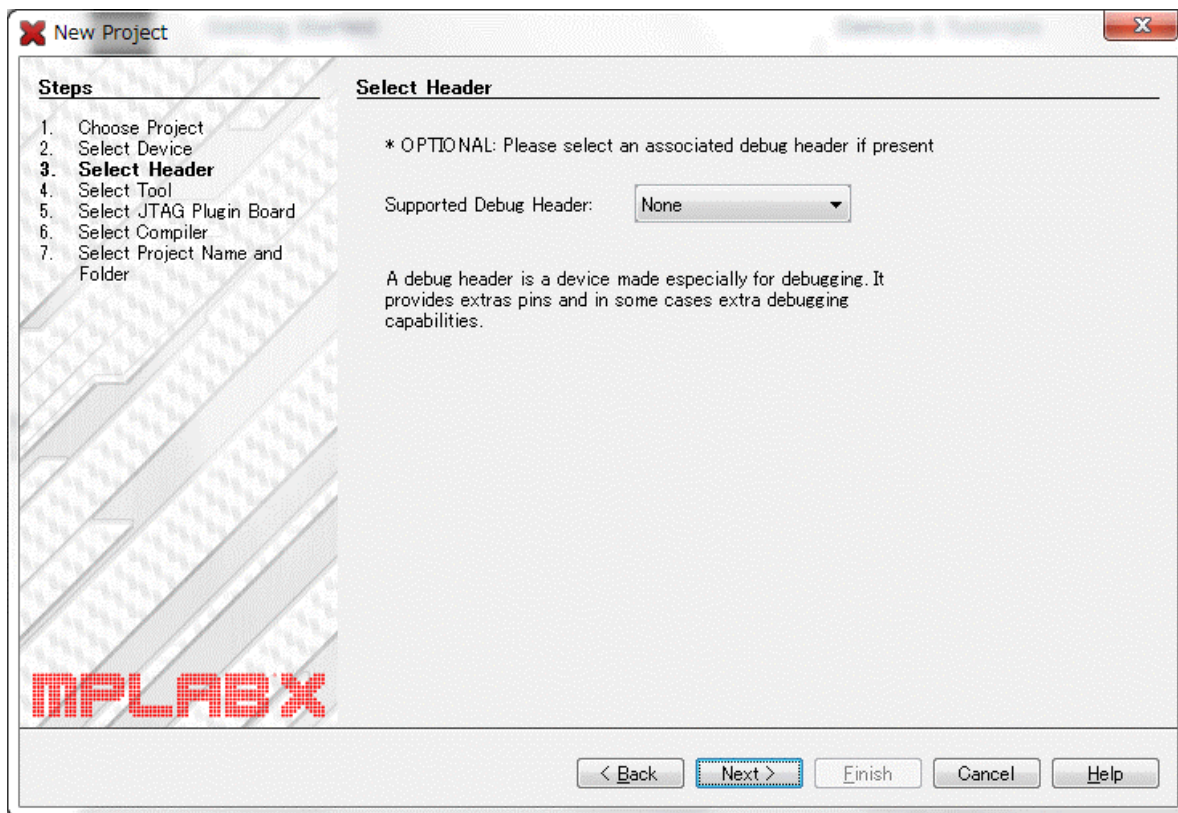 New Project
Steps
1. Choose Project
2. Select Device
3. Select Header
4. Select Tool
5. Select JTAG Plugin Board
6. Select Compiler
7. Select Project Name and
Folder
Select Header
* OPTIONAL: Please select an associated debug header if present
Supported Debug Header: None
A debug header is a device made especially for debugging. It
provides extras pins and in some cases extra debugging
capabilities.
MPLAB X
< Back Next > Finish Cancel Help